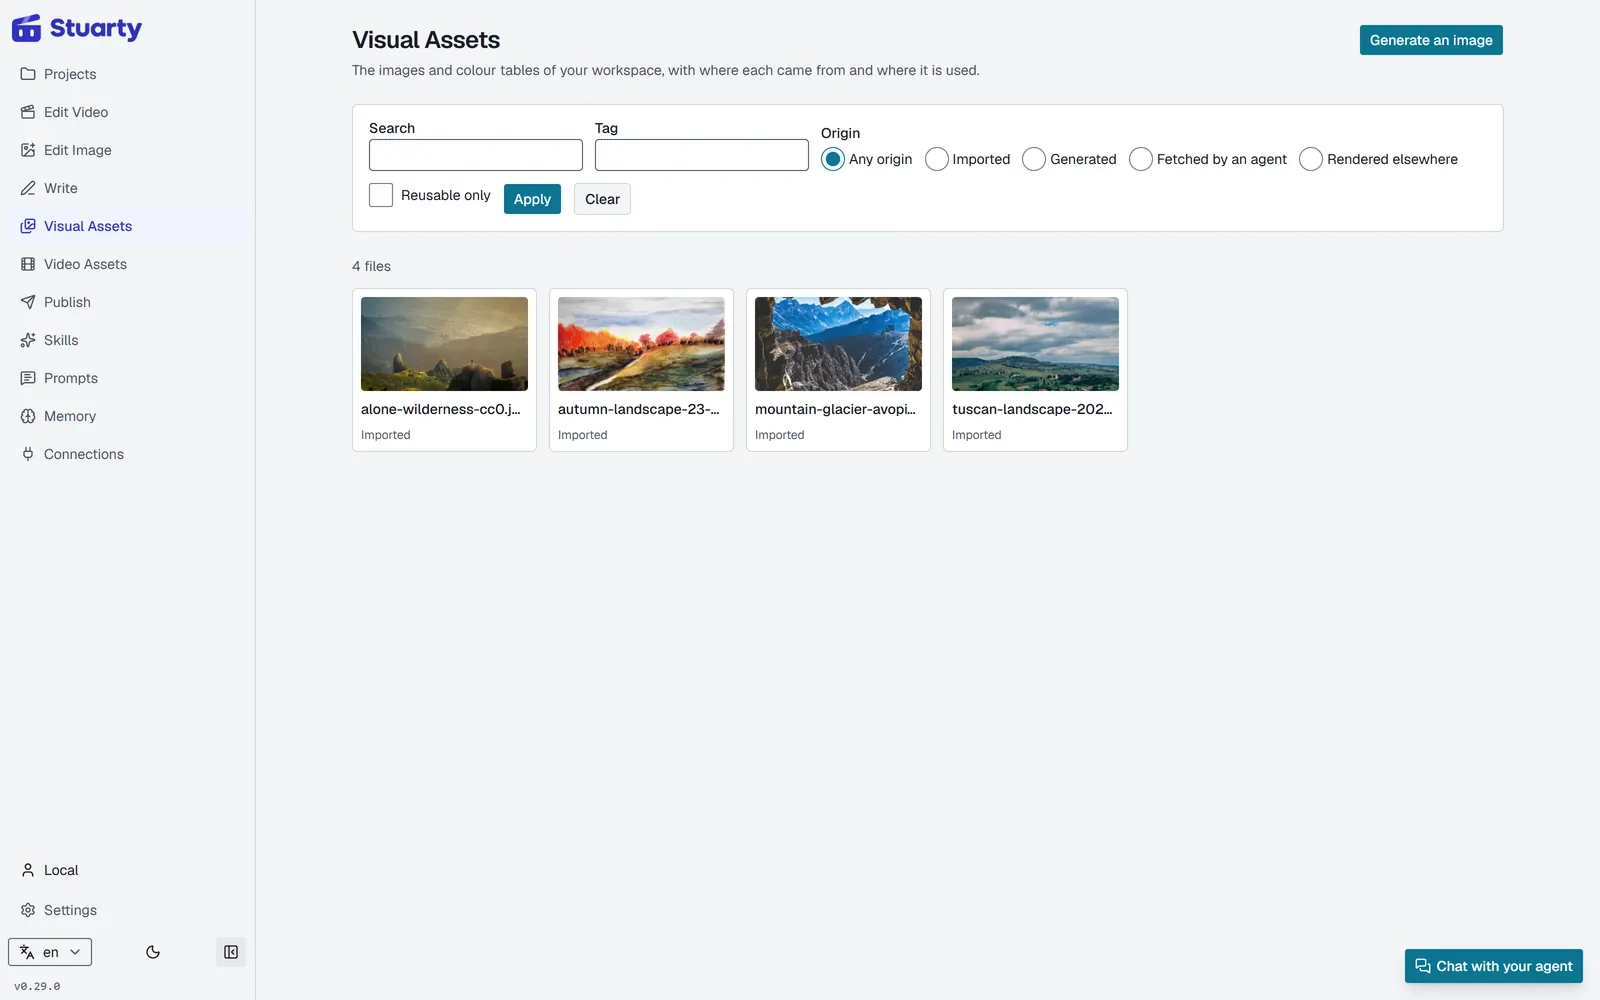 Stuarty
Projects
Edit Video
Edit Image
Write
Visual Assets
Video Assets
Publish
Skills
Prompts
Memory
Connections
Local
Settings
en
v0.29.0
Visual Assets
Generate an image
The images and colour tables of your workspace, with where each came from and where it is used.
Search
Tag
Origin
Any origin
Imported
Generated
Fetched by an agent
Rendered elsewhere
Reusable only
Apply
Clear
4 files
alone-wilderness-cc0.j...
Imported
autumn-landscape-23-...
Imported
mountain-glacier-avopi...
Imported
tuscan-landscape-202...
Imported
Chat with your agent